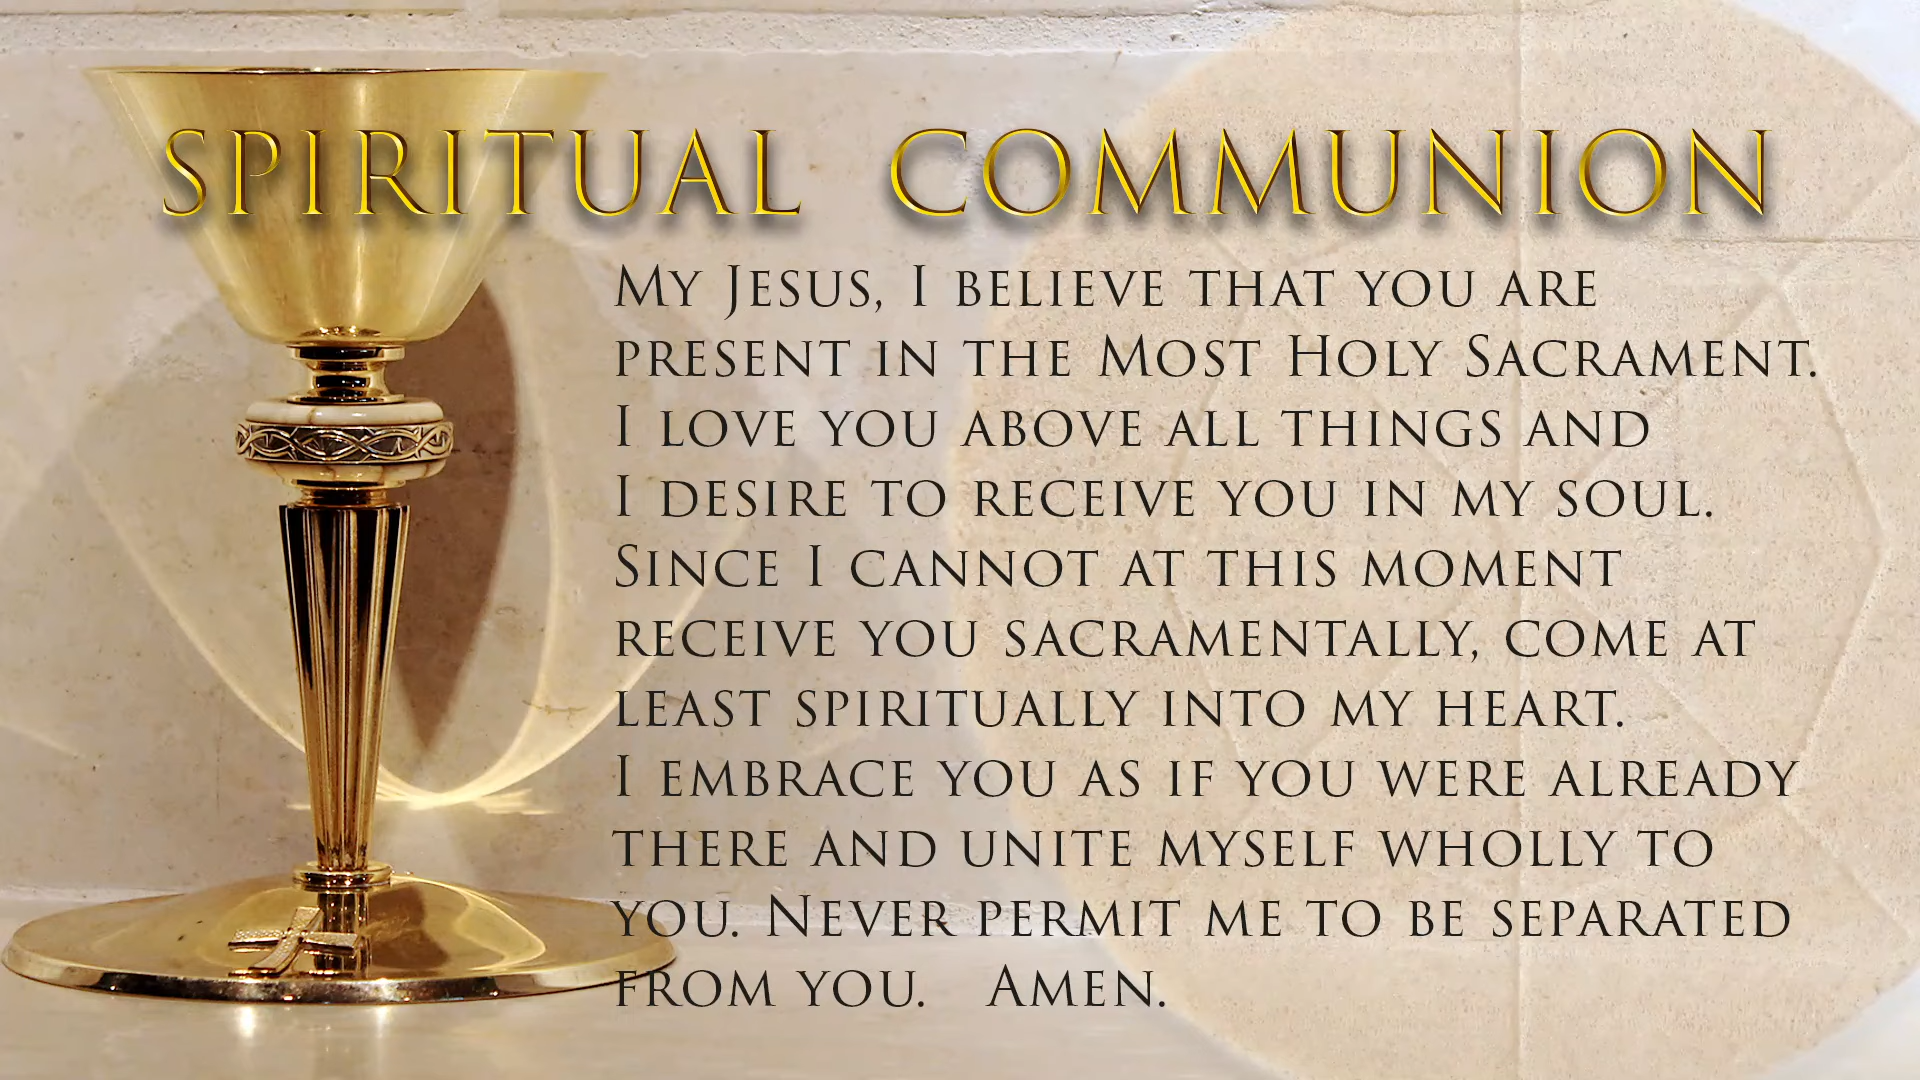 SPIRITUAL COMMUNION
My Jesus, I believe that you are
present in the Most Holy Sacrament.
I love you above all things and
I desire to receive you in my soul.
Since I cannot at this moment
receive you sacramentally, come at
least spiritually into my heart.
I embrace you as if you were already
there and unite myself wholly to
you. Never permit me to be separated
from you. Amen.